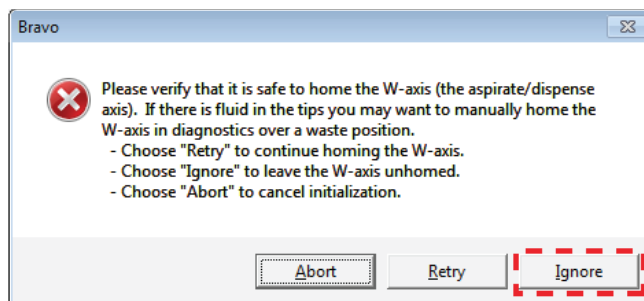 Bravo
Please verify that it is safe to home the W-axis (the aspirate/dispense
axis). If there is fluid in the tips you may want to manually home the
W-axis in diagnostics over a waste position.
- Choose "Retry" to continue homing the W-axis.
- Choose "Ignore" to leave the W-axis unhomed.
- Choose "Abort" to cancel initialization.
Abort Retry Ignore